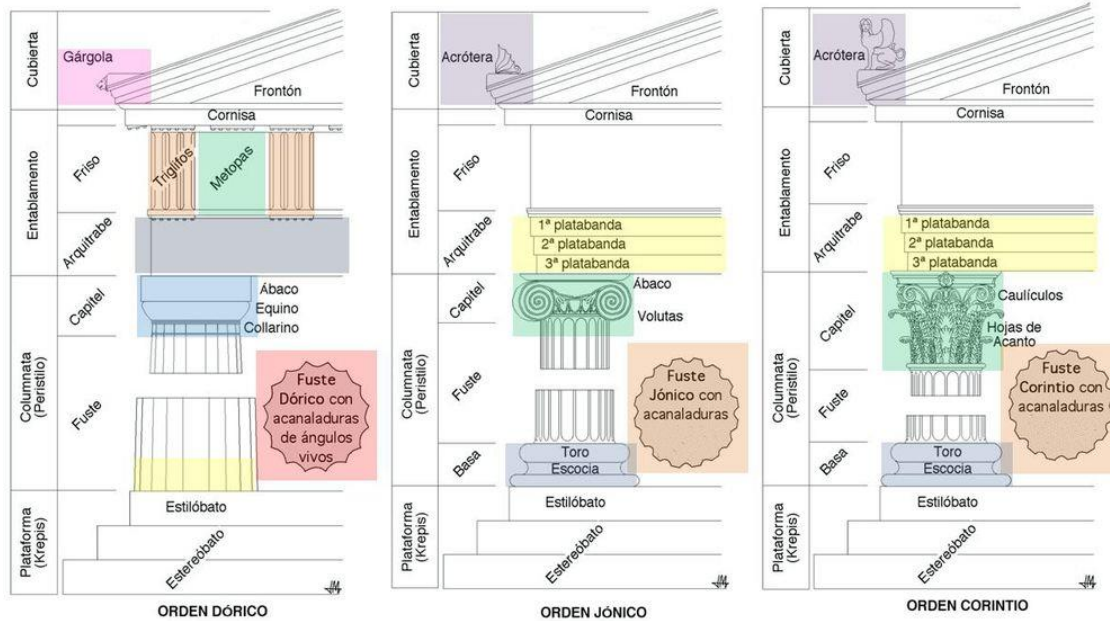 Cubierta
Gárgola
Frontón
Cornisa
Entablamento
Friso
Triglifos
Metopas
Arquitrabe
Columnata
(Peristilo)
Capitel
Ábaco
Equino
Collarino
Fuste
Fuste
Dórico con
acanaladuras
de ángulos
vivos
Plataforma
(Krepis)
Estilóbato
Estereóbato
ORDEN DÓRICO
Cubierta
Acrótera
Frontón
Cornisa
Entablamento
Friso
Arquitrabe
1ª platabanda
2ª platabanda
3ª platabanda
Columnata
(Peristilo)
Capitel
Ábaco
Volutas
Fuste
Fuste
Jónico con
acanaladuras
Basa
Toro
Escocia
Plataforma
(Krepis)
Estilóbato
Estereóbato
ORDEN JÓNICO
Cubierta
Acrótera
Frontón
Cornisa
Entablamento
Friso
Arquitrabe
1ª platabanda
2ª platabanda
3ª platabanda
Columnata
(Peristilo)
Capitel
Caulículos
Hojas de
Acanto
Fuste
Fuste
Corintio con
acanaladuras
Basa
Toro
Escocia
Plataforma
(Krepis)
Estilóbato
Estereóbato
ORDEN CORINTIO